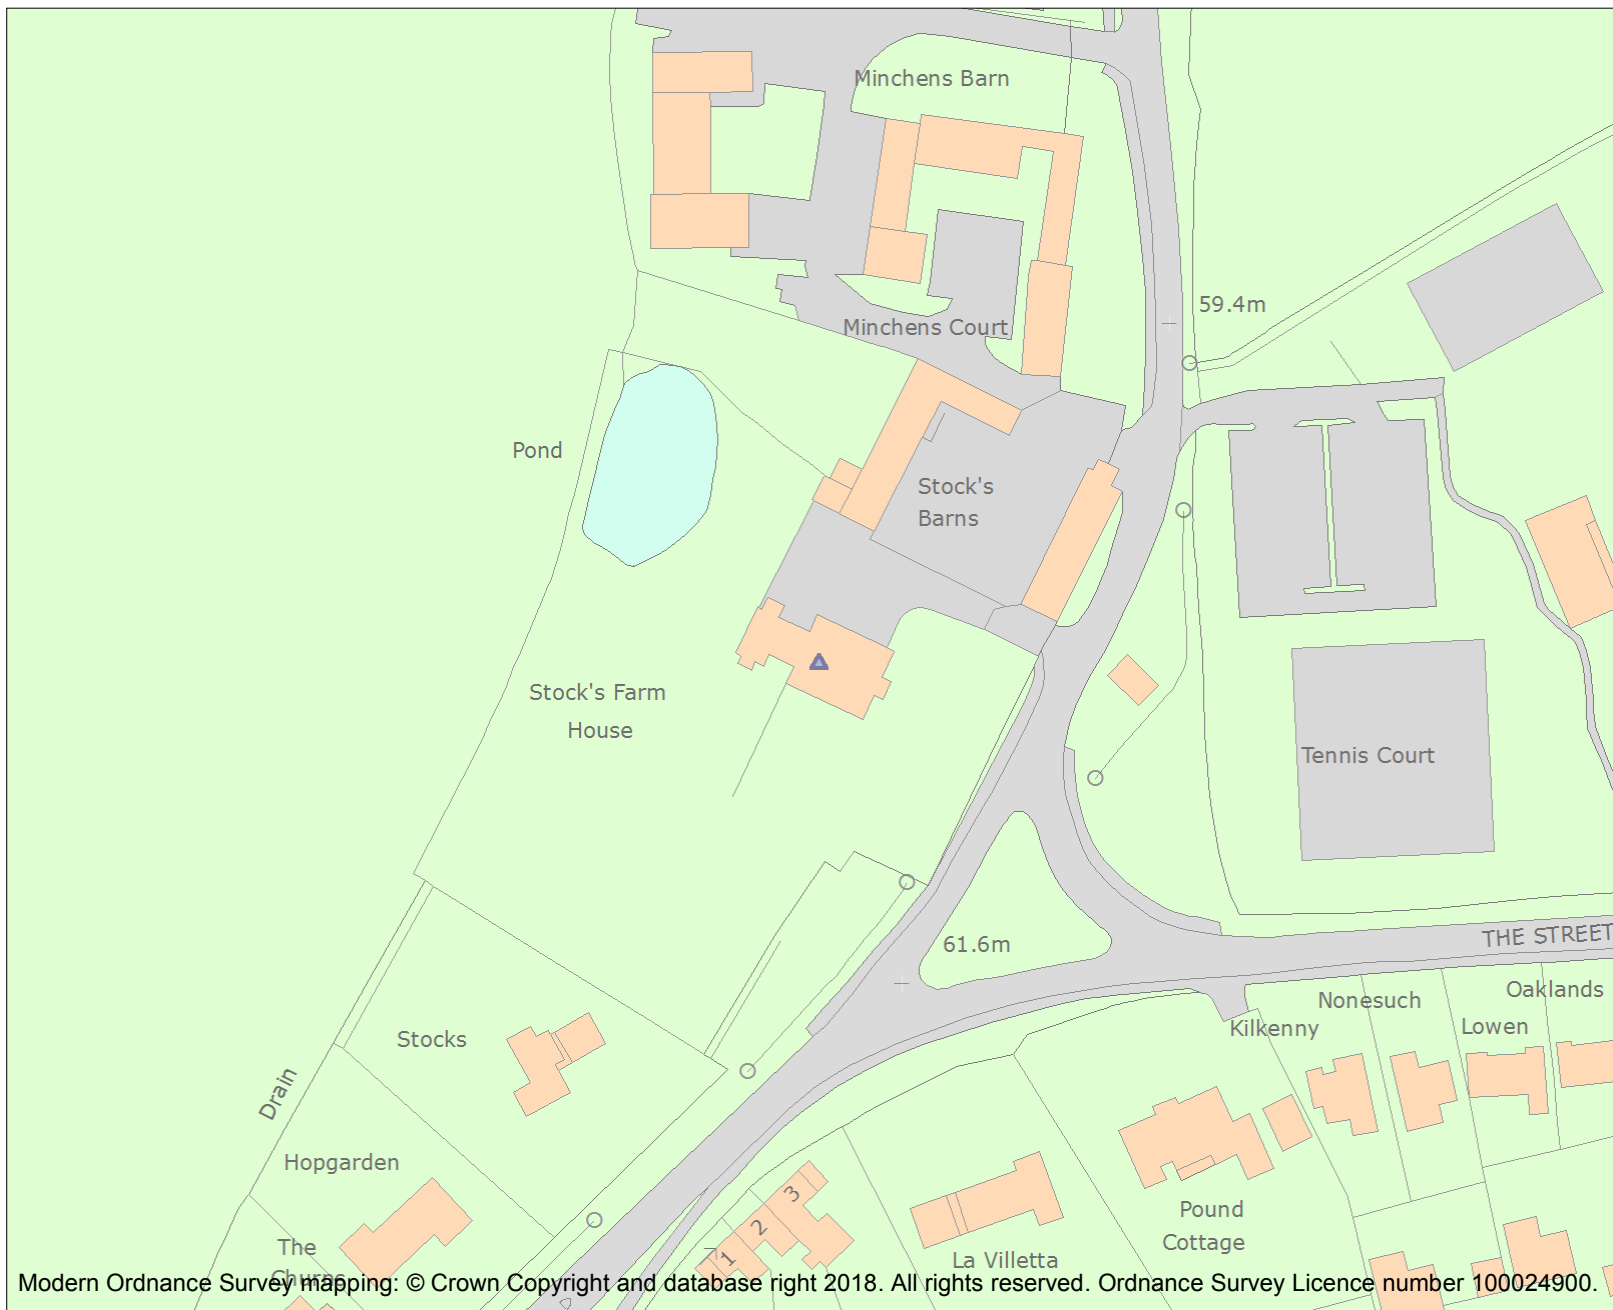 Minchens Barn
59.4m
Minchens Court
Pond
Stock's
Barns
Stock's Farm
House
Tennis Court
THE STREET
61.6m
Oaklands
Nonesuch
Lowen
Kilkenny
Stocks
Drain
Hopgarden
3
2
1
Pound
Cottage
The
Churns
La Villetta
Modern Ordnance Survey mapping: © Crown Copyright and database right 2018. All rights reserved. Ordnance Survey Licence number 100024900.